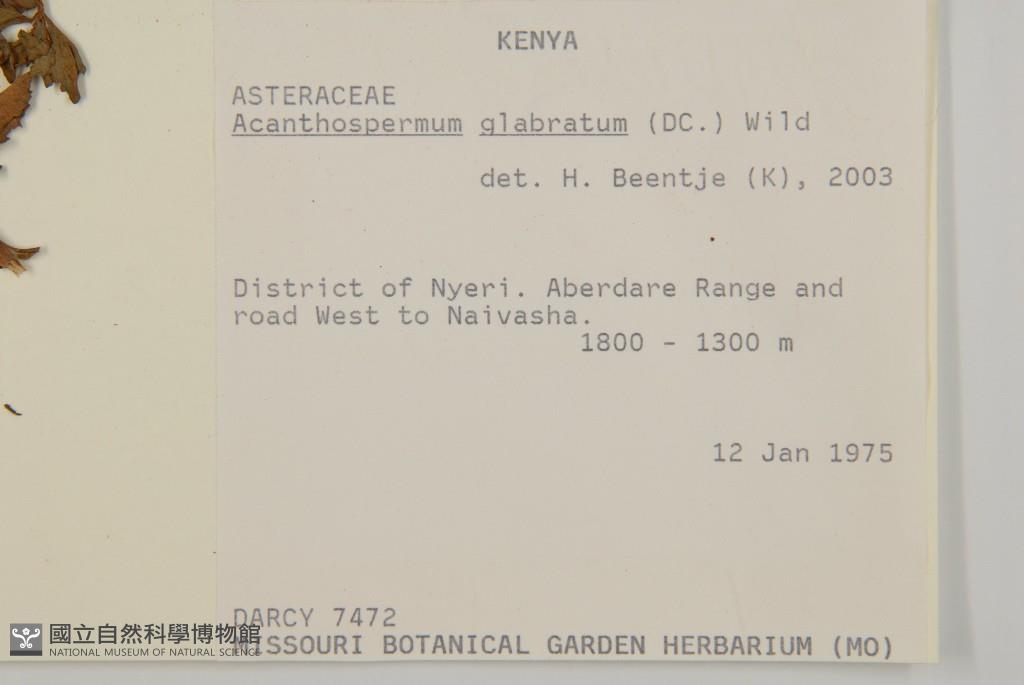 KENYA
ASTERACEAE
Acanthospermum glabratum (DC.) Wild
det. H. Beentje (K), 2003
District of Nyeri. Aberdare Range and
road West to Naivasha.
1800 - 1300 m
12 Jan 1975
DARCY 7472
MISSOURI BOTANICAL GARDEN HERBARIUM (MO)
國立自然科學博物館
NATIONAL MUSEUM OF NATURAL SCIENCE